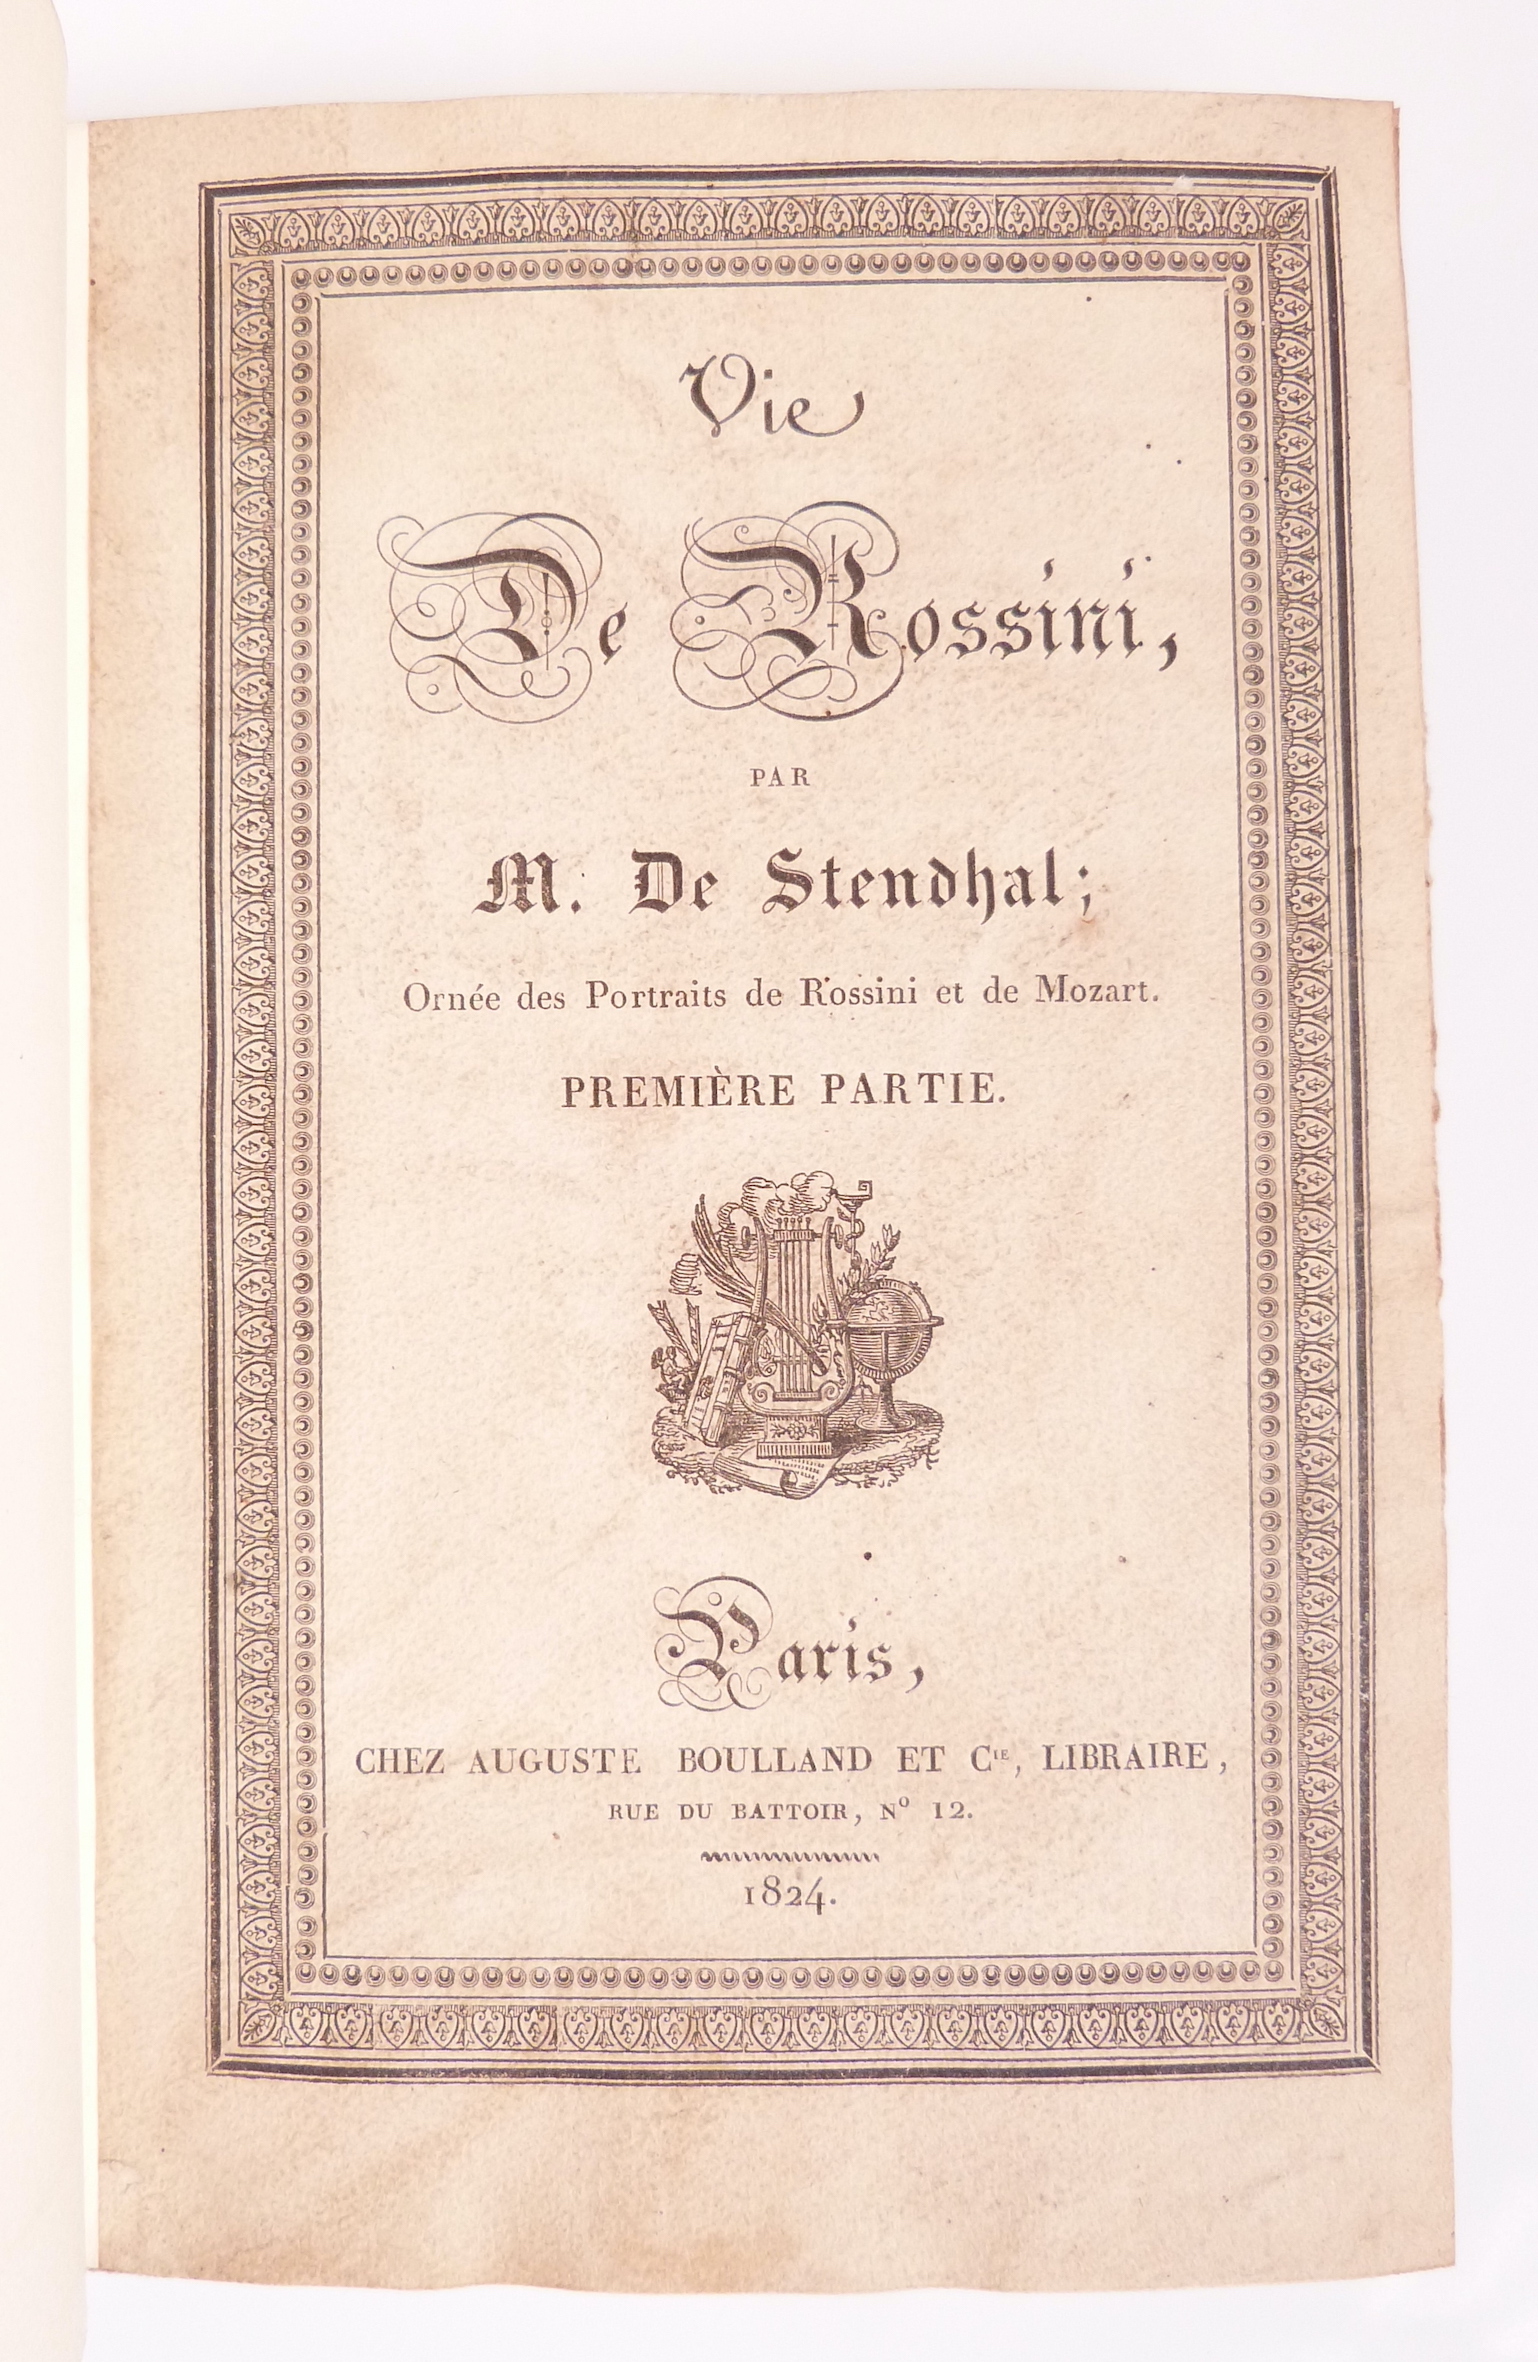 Vie
De Rossini,
PAR
M. De Stendhal;
Ornée des Portraits de Rossini et de Mozart.
PREMIÈRE PARTIE.
Paris,
CHEZ AUGUSTE BOULLAND ET CIE, LIBRAIRE,
RUE DU BATTOIR, Nº 12.
1824.